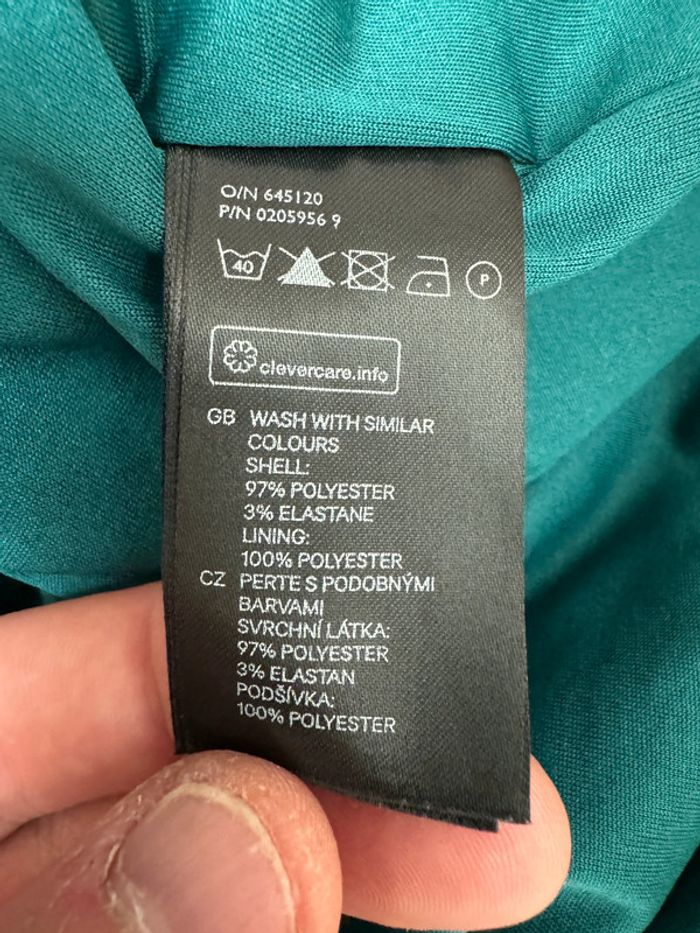 O/N 645120
P/N 0205956 9
40
P
clevercare.info
GB WASH WITH SIMILAR
COLOURS
SHELL:
97% POLYESTER
3% ELASTANE
LINING:
100% POLYESTER
CZ PERTE S PODOBNÝMI
BARVAMI
SVRCHNÍ LÁTKA:
97% POLYESTER
3% ELASTAN
PODŠÍVKA:
100% POLYESTER